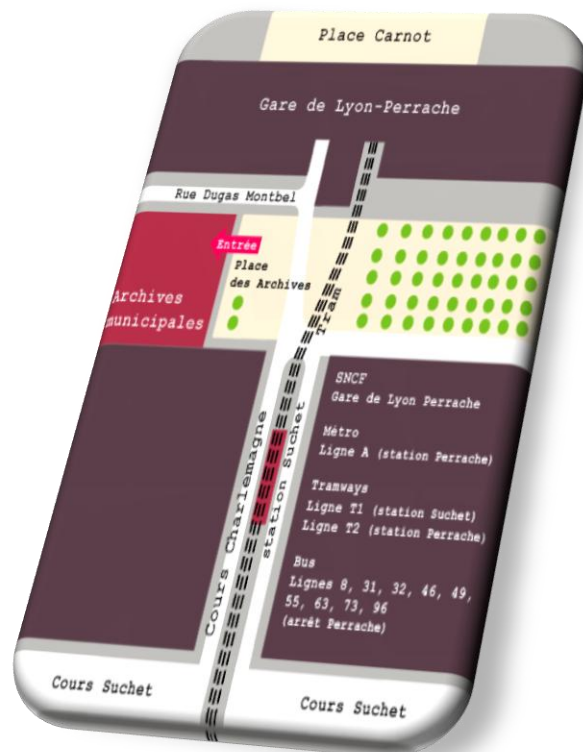 Place Carnot
Gare de Lyon-Perrache
Rue Dugas Montbel
Entrée
Place
des Archives
Archives
municipales
Tram
Cours Charlemagne
station Suchet
SNCF
Gare de Lyon Perrache
Métro
Ligne A (station Perrache)
Tramways
Ligne T1 (station Suchet)
Ligne T2 (station Perrache)
Bus
Lignes 8, 31, 32, 46, 49,
55, 63, 73, 96
(arrêt Perrache)
Cours Suchet
Cours Suchet